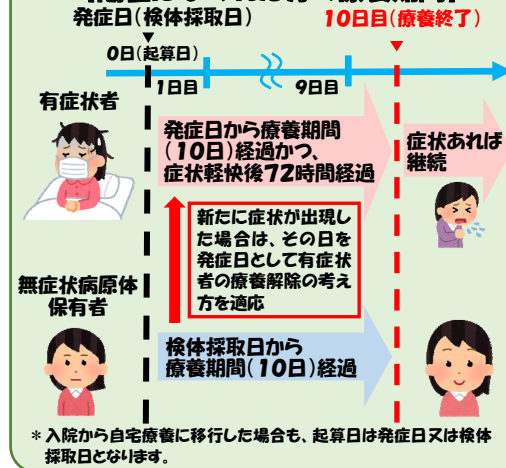 発症日(検体採取日)
10日目(療養終了)
0日(起算日)
1日目
9日目
有症状者
発症日から療養期間
(10日)経過かつ、
症状軽快後72時間経過
症状あれば
継続
新たに症状が出現し
た場合は、その日を
発症日として有症状
者の療養解除の考え
方を適応
無症状病原体
保有者
検体採取日から
療養期間(10日)経過
*入院から自宅療養に移行した場合も、起算日は発症日又は検体
採取日となります。